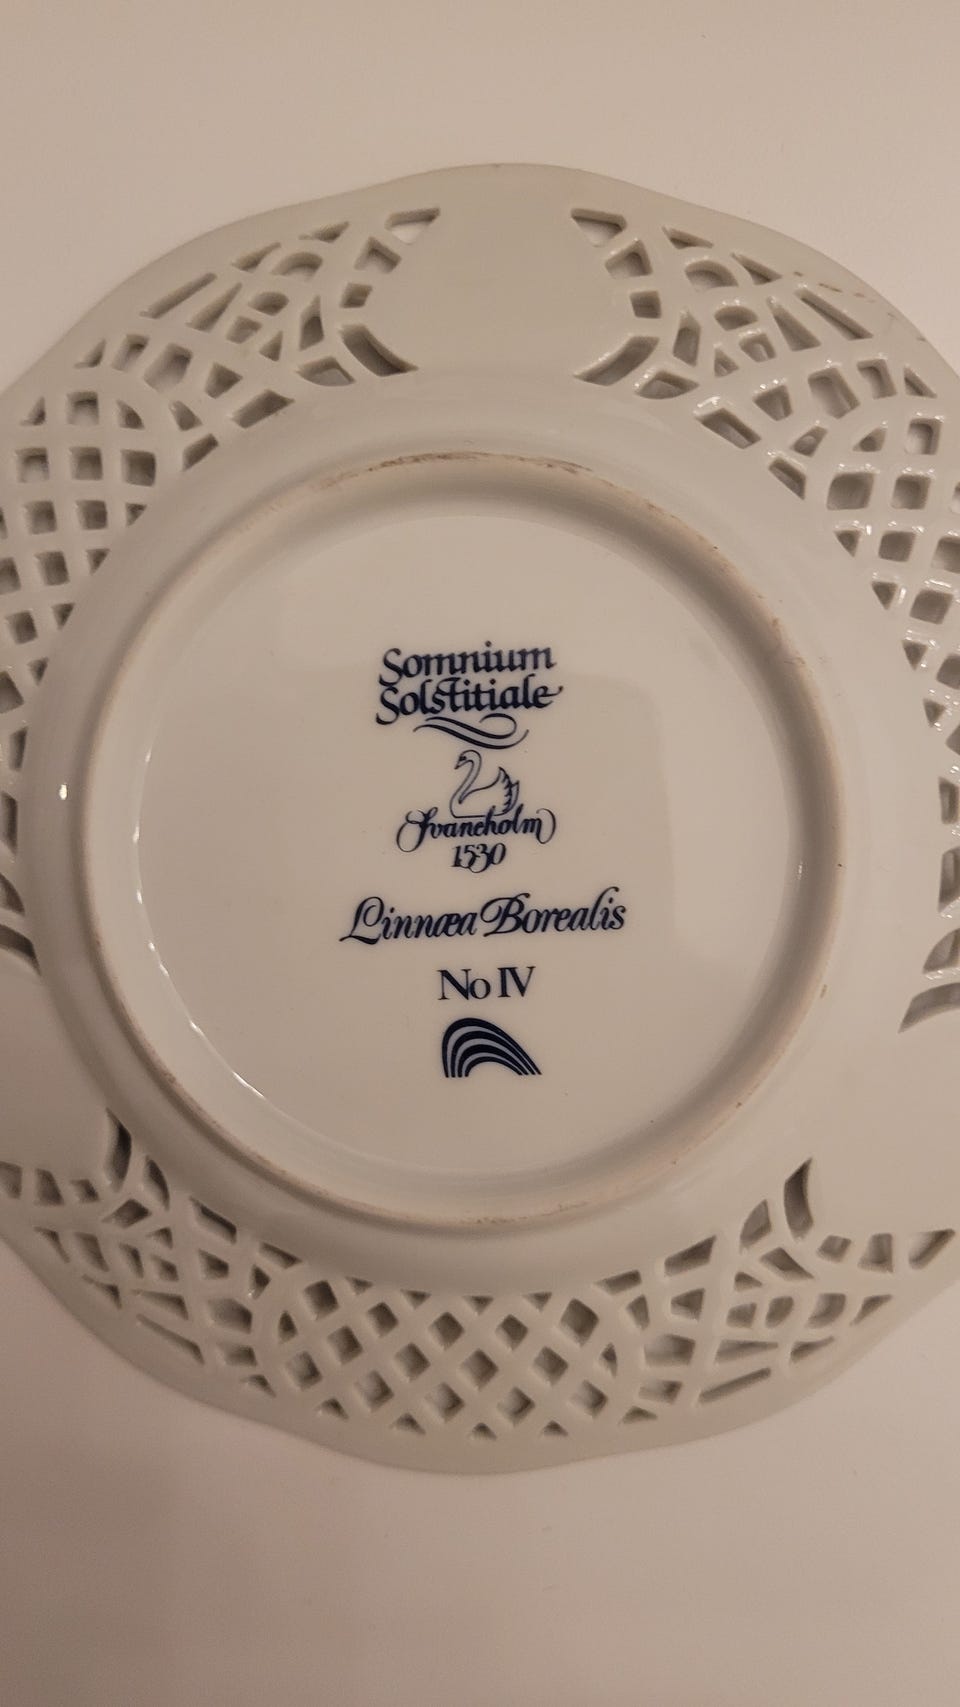 Somnium
Solstitiale
Svaneholm
1530
Linnæa Borealis
No IV